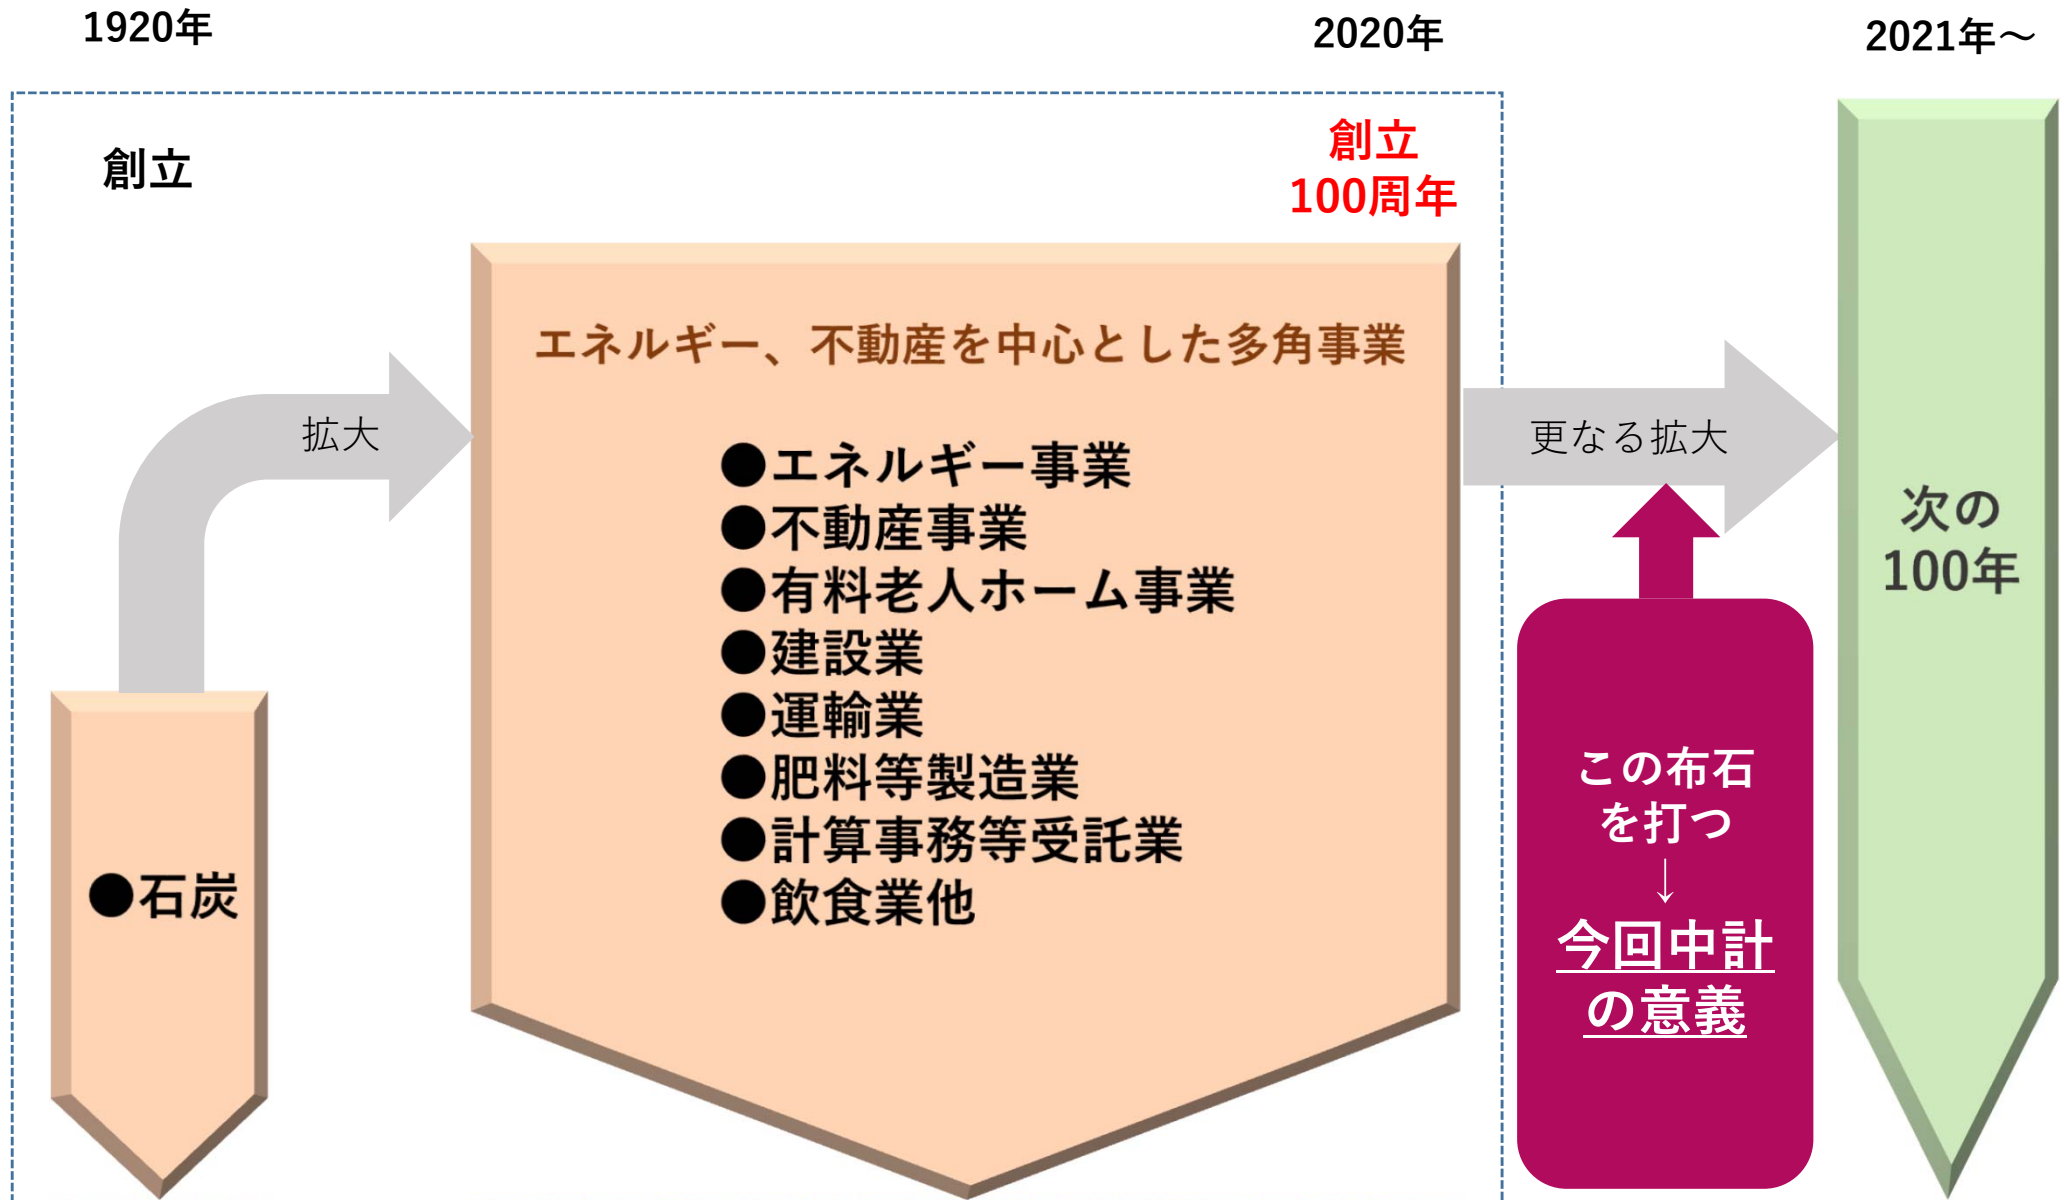 1920年
2020年
2021年～
創立
創立
100周年
拡大
エネルギー、不動産を中心とした多角事業
●エネルギー事業
●不動産事業
●有料老人ホーム事業
●建設業
●運輸業
●肥料等製造業
●計算事務等受託業
●飲食業他
●石炭
更なる拡大
この布石
を打つ
↓
今回中計
の意義
次の
100年